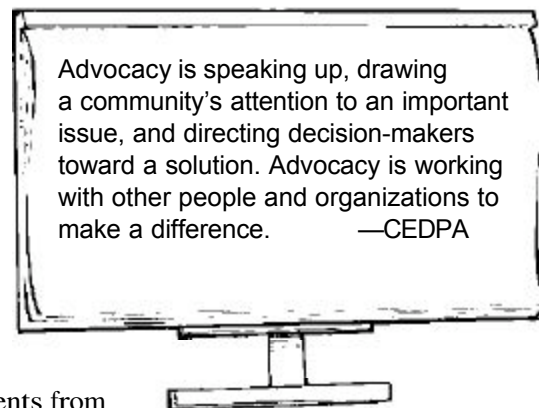 Advocacy is speaking up, drawing
a community’s attention to an important
issue, and directing decision-makers
toward a solution. Advocacy is working
with other people and organizations to
make a difference. —CEDPA
ents from